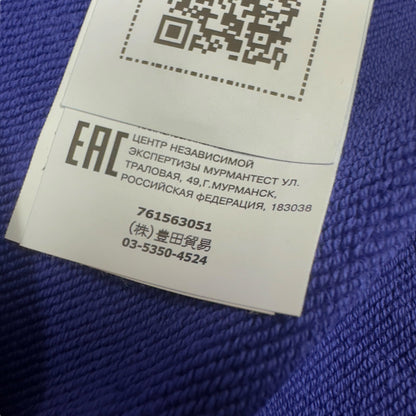 EAC
ЦЕНТР НЕЗАВИСИМОЙ
ЭКСПЕРТИЗЫ МУРМАНТЕСТ УЛ.
ТРАЛОВАЯ, 49,Г.МУРМАНСК,
РОССИЙСКАЯ ФЕДЕРАЦИЯ, 183038
761563051
(株)豊田貿易
03-5350-4524